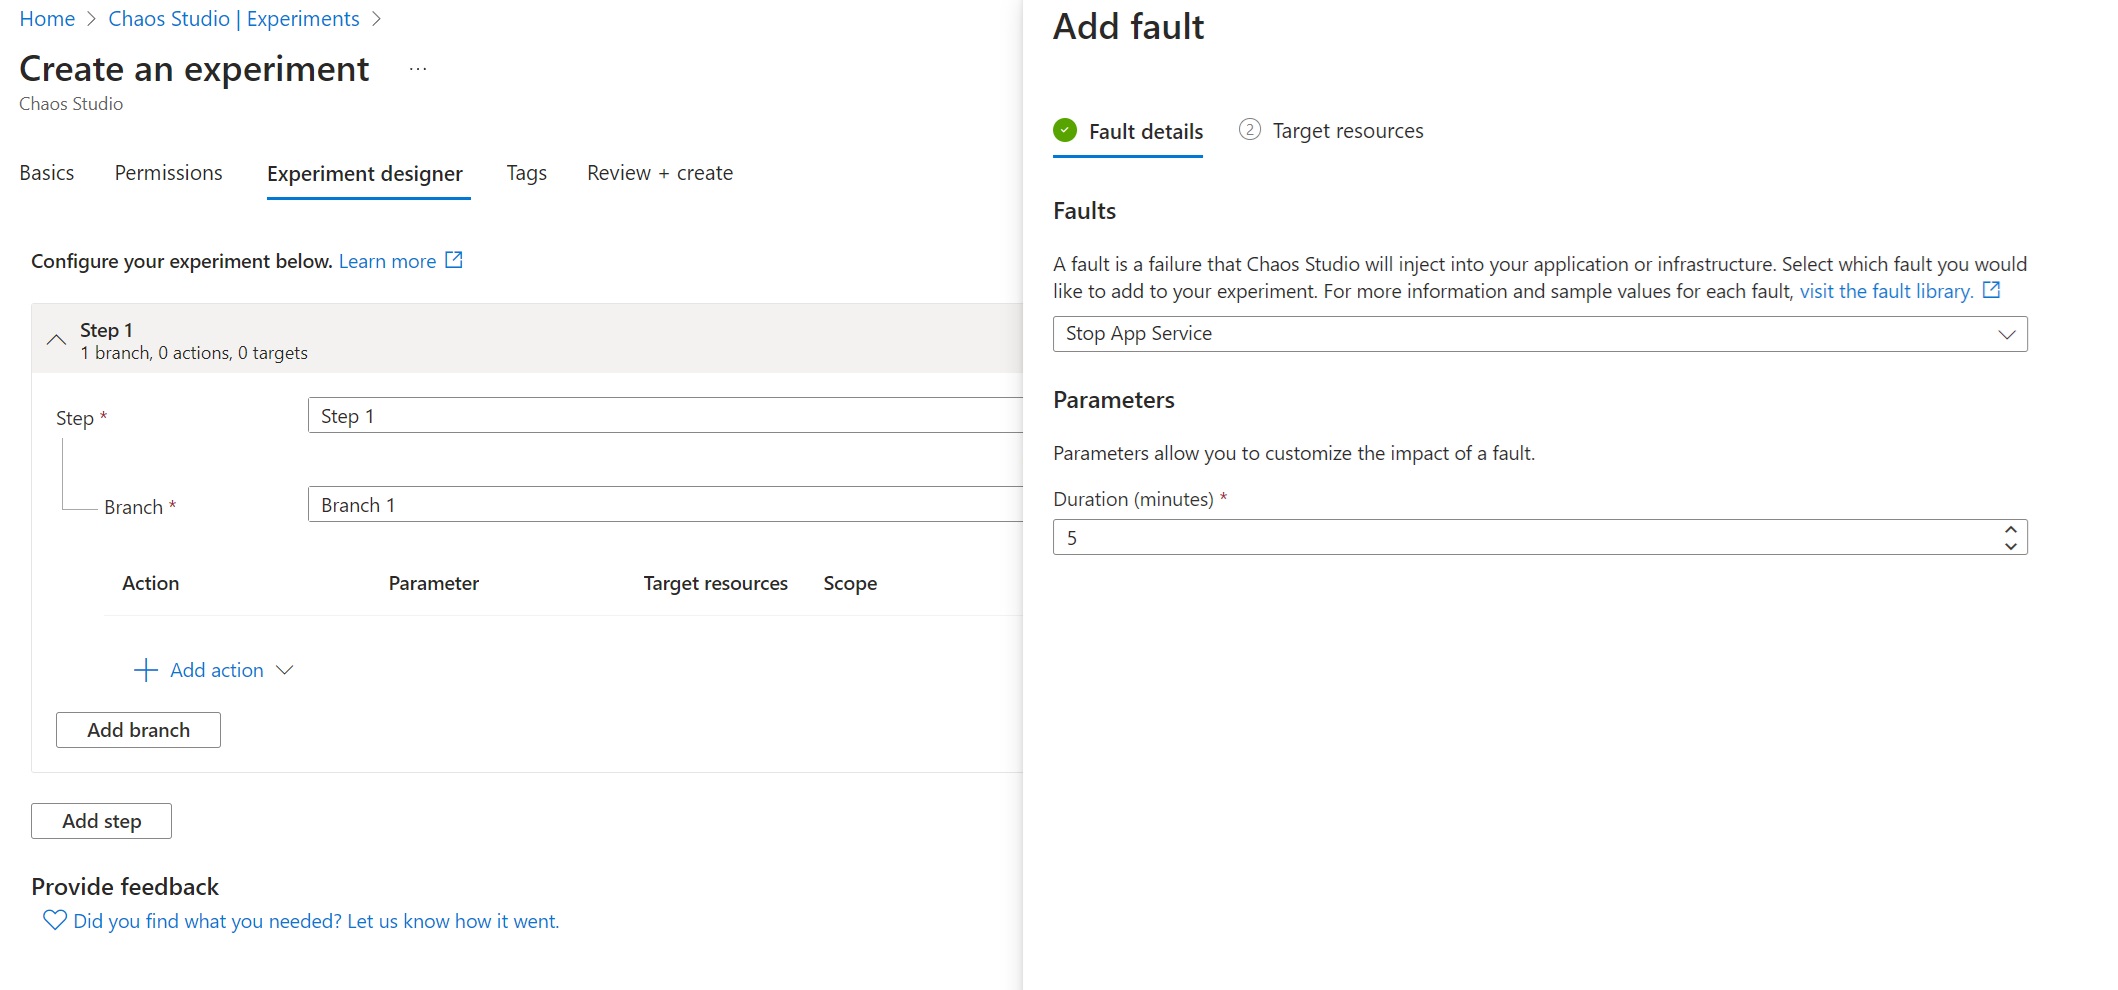 Home > Chaos Studio | Experiments >
Create an experiment ...
Chaos Studio
Basics Permissions Experiment designer Tags Review + create
Configure your experiment below. Learn more
Step 1
1 branch, 0 actions, 0 targets
Step * Step 1
Branch * Branch 1
Action Parameter Target resources Scope
Add action
Add branch
Add step
Provide feedback
Did you find what you needed? Let us know how it went.
Add fault
Fault details 2 Target resources
Faults
A fault is a failure that Chaos Studio will inject into your application or infrastructure. Select which fault you would
like to add to your experiment. For more information and sample values for each fault, visit the fault library.
Stop App Service
Parameters
Parameters allow you to customize the impact of a fault.
Duration (minutes) *
5